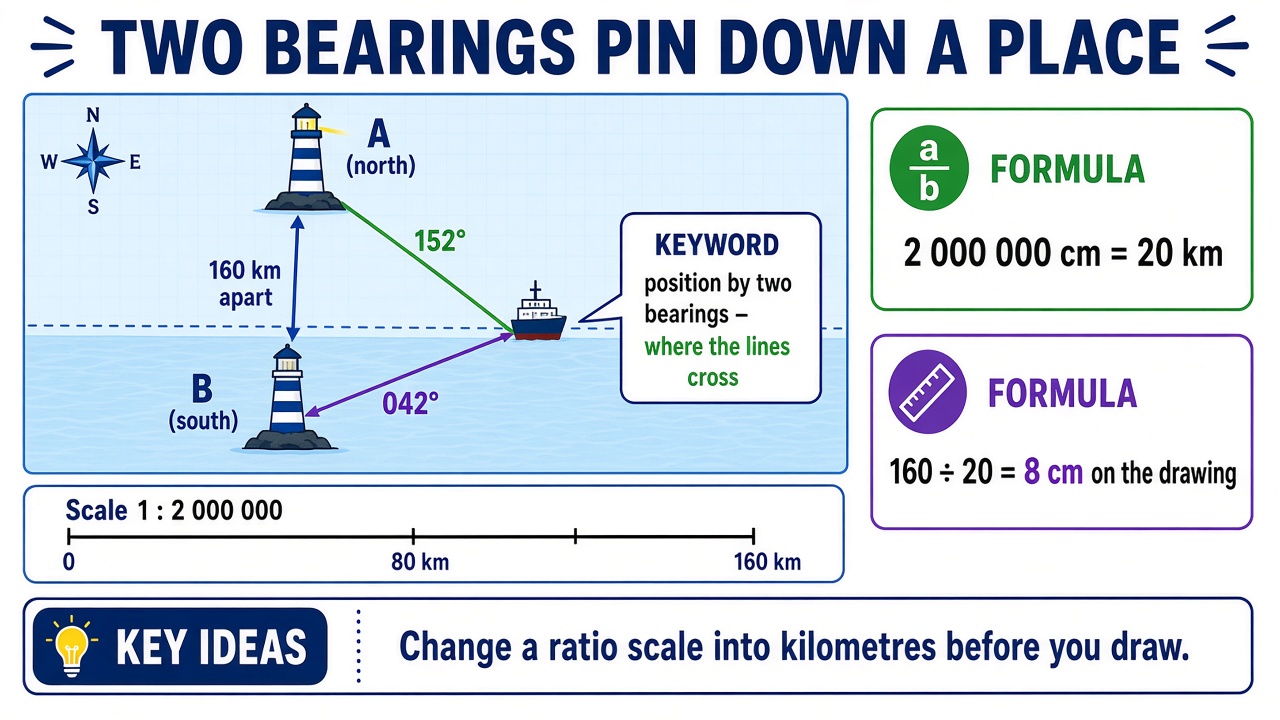 TWO BEARINGS PIN DOWN A PLACE
N
W E
S
A
(north)
152°
160 km
apart
B
(south)
042°
KEYWORD
position by two
bearings –
where the lines
cross
a
b
FORMULA
2 000 000 cm = 20 km
FORMULA
160 ÷ 20 = 8 cm on the drawing
Scale 1 : 2 000 000
0 80 km 160 km
KEY IDEAS
Change a ratio scale into kilometres before you draw.